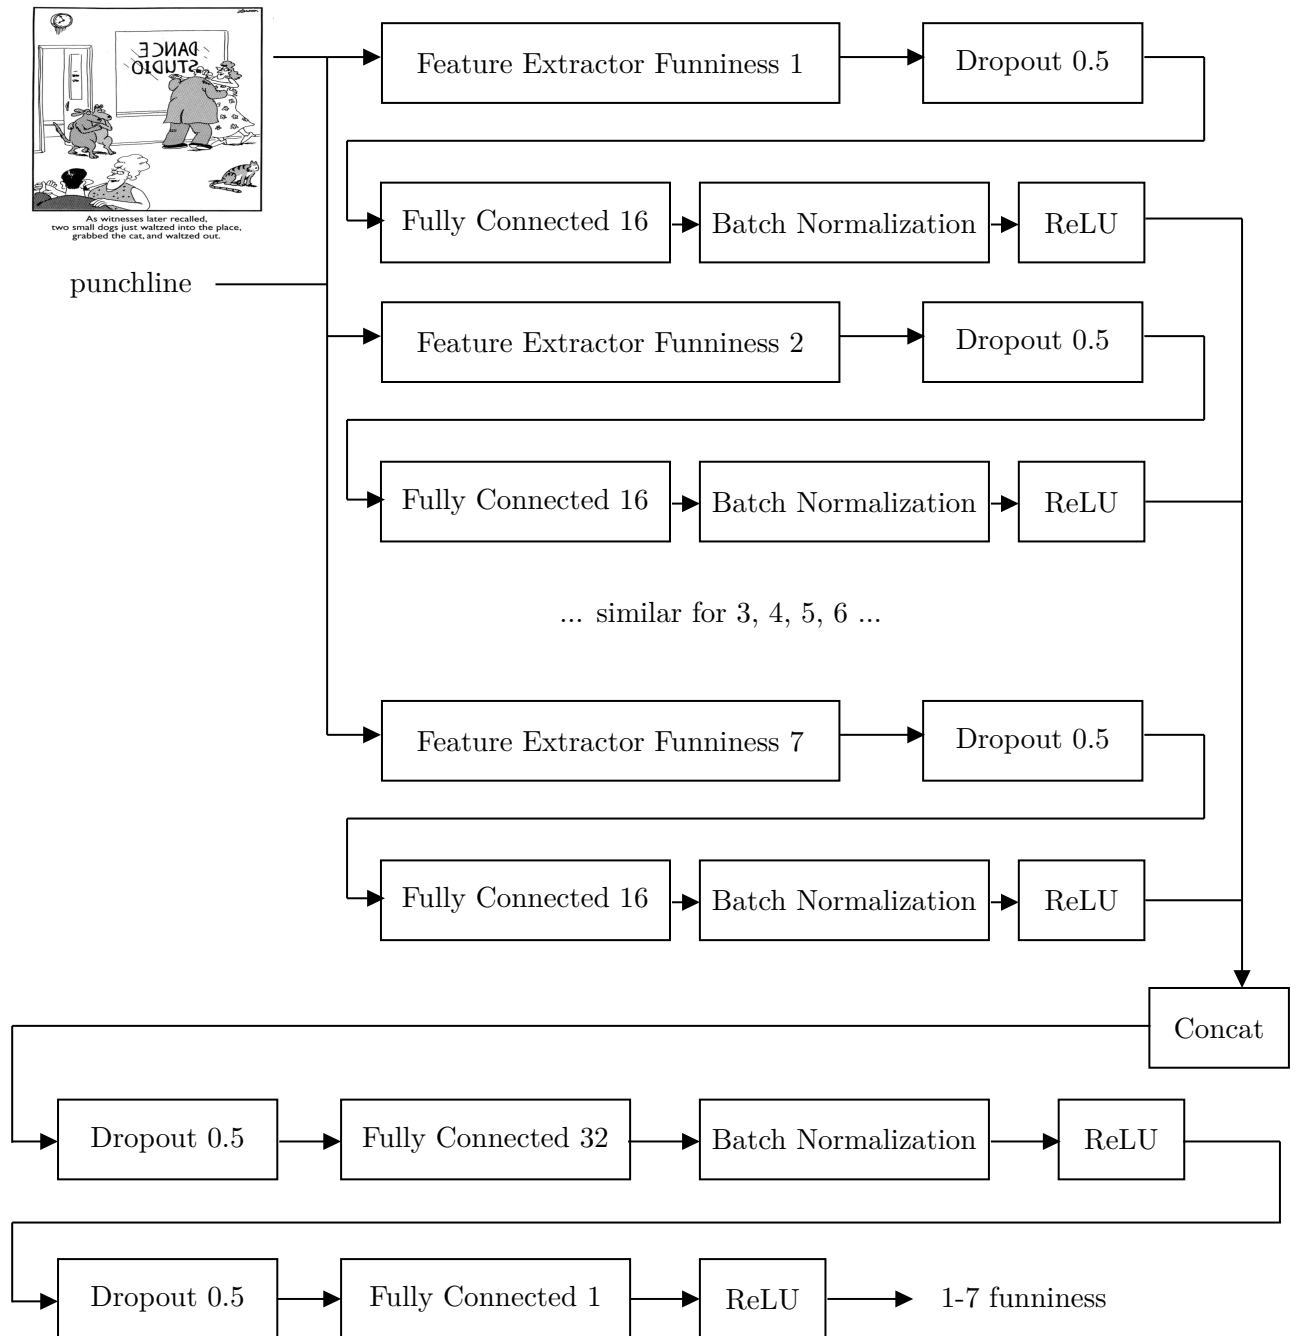 DANCE
STUDIO
As witnesses later recalled,
two small dogs just waltzed into the place,
grabbed the cat, and waltzed out.
Feature Extractor Funniness 1
Dropout 0.5
Fully Connected 16
Batch Normalization
ReLU
punchline
Feature Extractor Funniness 2
Dropout 0.5
Fully Connected 16
Batch Normalization
ReLU
... similar for 3, 4, 5, 6 ...
Feature Extractor Funniness 7
Dropout 0.5
Fully Connected 16
Batch Normalization
ReLU
Concat
Dropout 0.5
Fully Connected 32
Batch Normalization
ReLU
Dropout 0.5
Fully Connected 1
ReLU
1-7 funniness